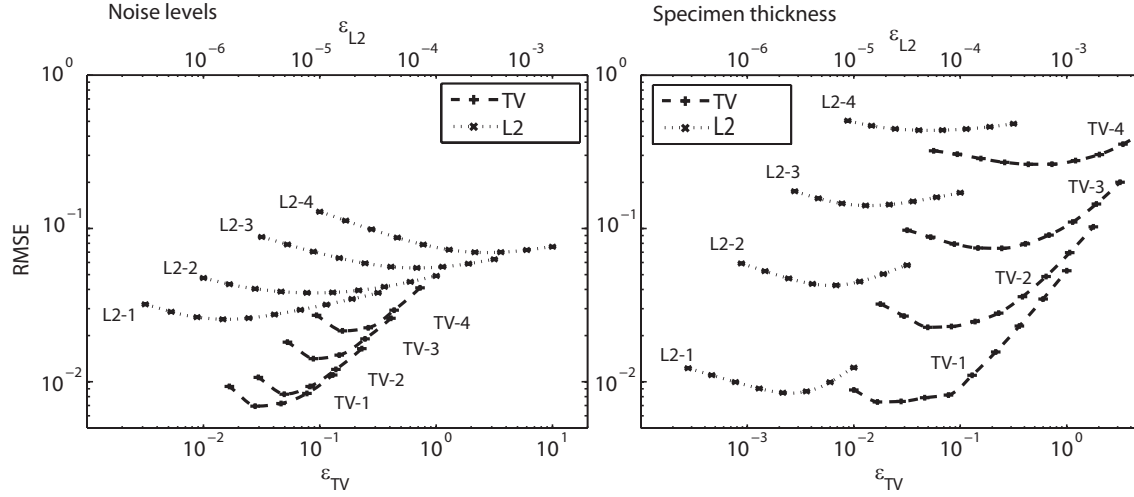 Noise levels
ε_L2
10^-6 10^-5 10^-4 10^-3
10^0
10^-1
10^-2
RMSE
TV
L2
L2-4
L2-3
L2-2
L2-1
TV-4
TV-3
TV-2
TV-1
10^-2 10^-1 10^0 10^1
ε_TV
Specimen thickness
ε_L2
10^-6 10^-5 10^-4 10^-3
10^0
10^-1
10^-2
TV
L2
L2-4
TV-4
L2-3
TV-3
L2-2
TV-2
L2-1
TV-1
10^-3 10^-2 10^-1 10^0
ε_TV